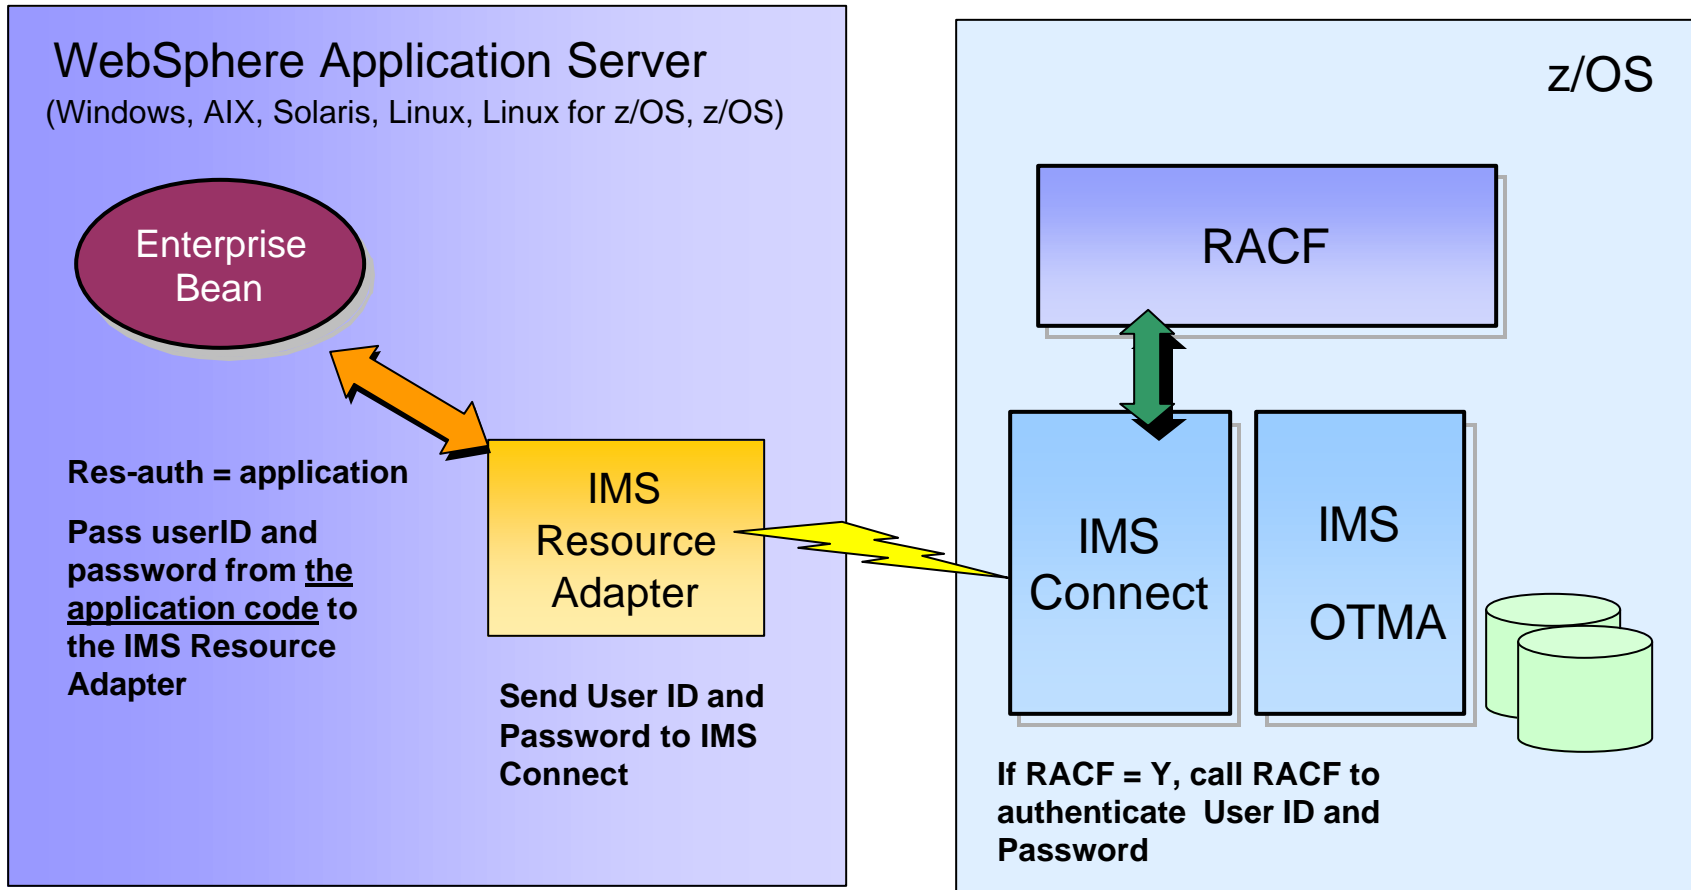 WebSphere Application Server
(Windows, AIX, Solaris, Linux, Linux for z/OS, z/OS)
Enterprise
Bean
Res-auth = application
Pass userID and
password from the
application code to
the IMS Resource
Adapter
IMS
Resource
Adapter
Send User ID and
Password to IMS
Connect
z/OS
RACF
IMS
Connect
IMS
OTMA
If RACF = Y, call RACF to
authenticate  User ID and
Password